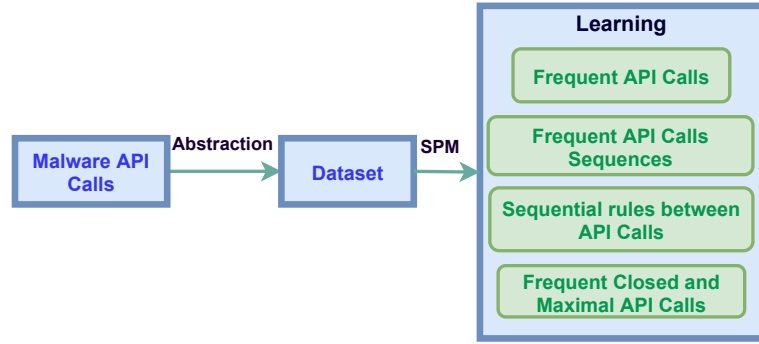 Malware API
Calls
Abstraction
Dataset
SPM
Learning
Frequent API Calls
Frequent API Calls
Sequences
Sequential rules between
API Calls
Frequent Closed and
Maximal API Calls